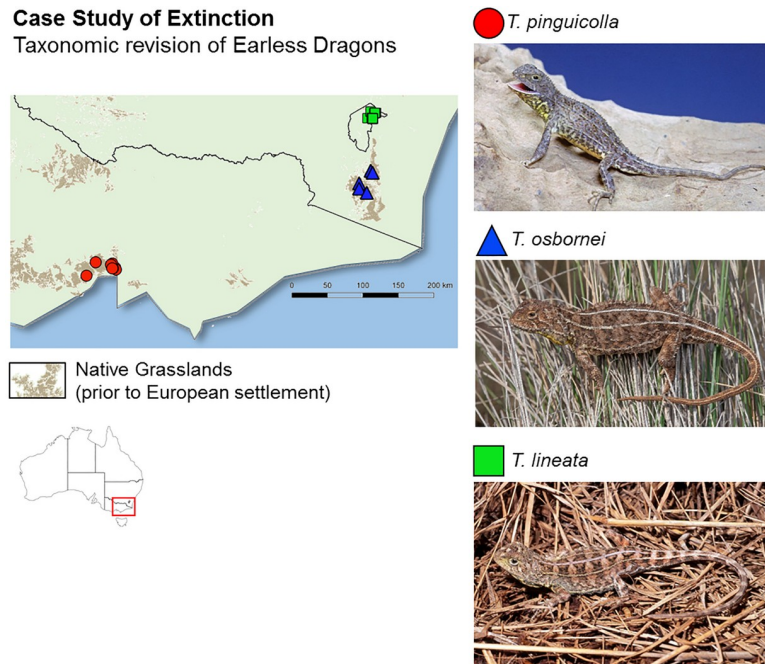 Case Study of Extinction
Taxonomic revision of Earless Dragons
T. pinguicolla
0 50 100 150 200 km
T. osbornei
Native Grasslands
(prior to European settlement)
T. lineata